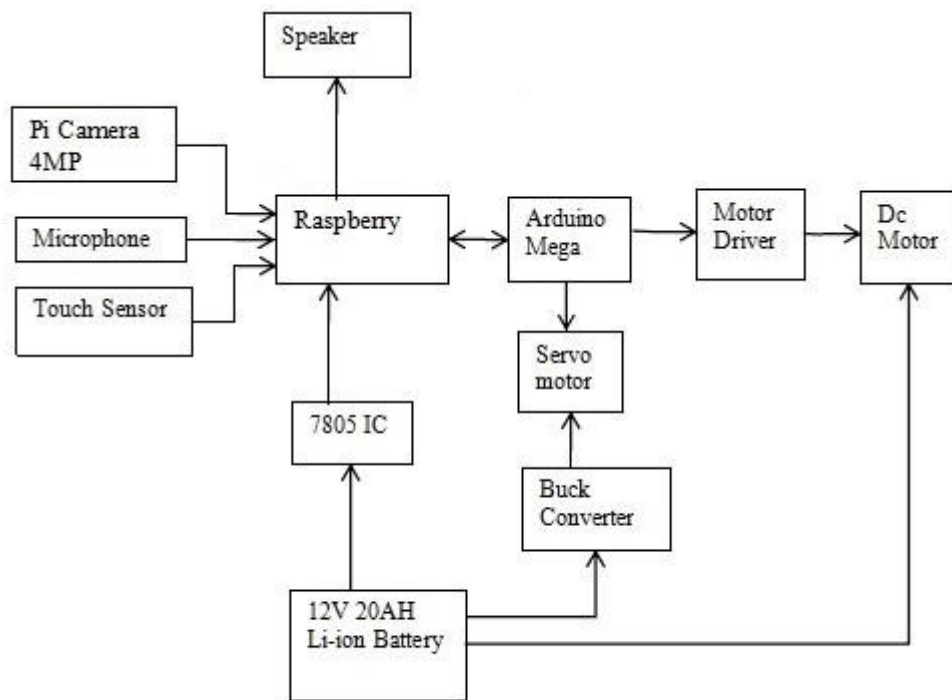 Speaker
Pi Camera
4MP
Raspberry
Arduino
Mega
Motor
Driver
Dc
Motor
Microphone
Touch Sensor
Servo
motor
7805 IC
Buck
Converter
12V 20AH
Li-ion Battery